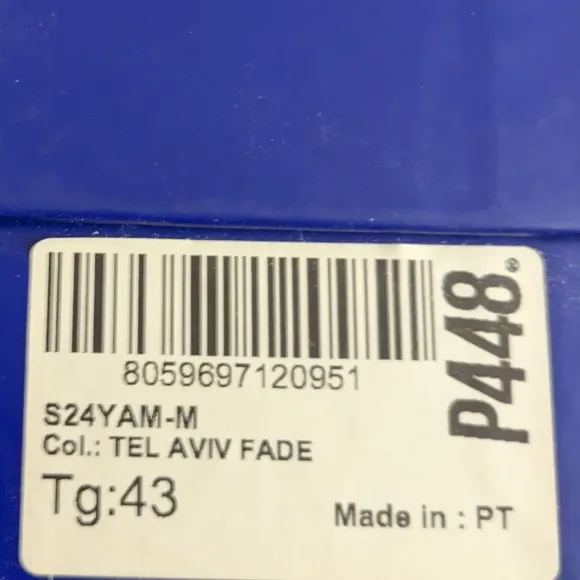 8059697120951
P448®
S24YAM-M
Col.: TEL AVIV FADE
Tg:43
Made in : PT